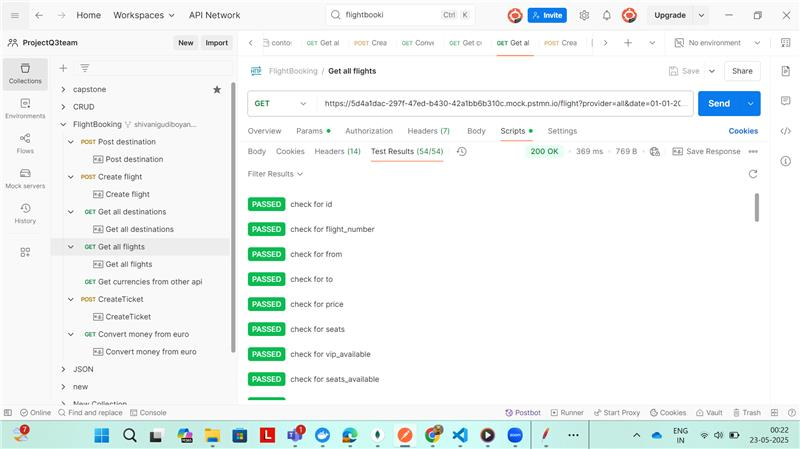 Home Workspaces API Network flightbooki Ctrl K Invite Upgrade
ProjectQ3team New Import GET Get al POST Crea GET Conve GET Get c GET Get al POST Crea No environment
Collections
Environments
Flows
Mock servers
History
capstone
CRUD
FlightBooking shivanigudiboyan...
POST Post destination
Post destination
POST Create flight
Create flight
GET Get all destinations
Get all destinations
GET Get all flights
Get all flights
GET Get currencies from other api
POST CreateTicket
CreateTicket
GET Convert money from euro
Convert money from euro
JSON
new
New Collection
HTTP FlightBooking / Get all flights Save Share
GET https://5d4a1dac-297f-47ed-b430-42a1bb6b310c.mock.pstmn.io/flight?provider=all&date=01-01-20 Send
Overview Params Authorization Headers (7) Body Scripts Settings Cookies
Body Cookies Headers (14) Test Results (54/54) 200 OK 369 ms 769 B Save Response
Filter Results
PASSED check for id
PASSED check for flight_number
PASSED check for from
PASSED check for to
PASSED check for price
PASSED check for seats
PASSED check for vip_available
PASSED check for seats_available
Online Find and replace Console Postbot Runner Start Proxy Cookies Vault Trash
7 L 1 zoom ENG 00:22
IN 23-05-2025